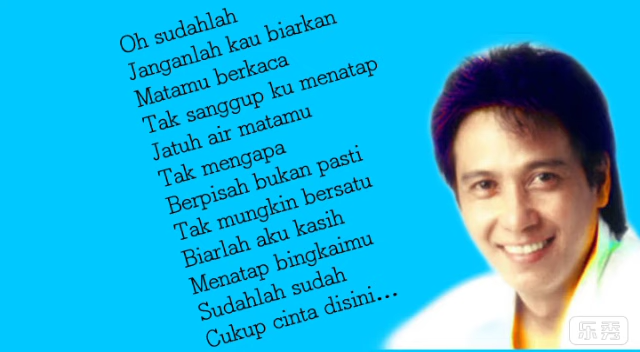 Oh sudahlah
Janganlah kau biarkan
Matamu berkaca
Tak sanggup ku menatap
Jatuh air matamu
Tak mengapa
Berpisah bukan pasti
Tak mungkin bersatu
Biarlah aku kasih
Menatap bingkaimu
Sudahlah sudah
Cukup cinta disini...
乐秀